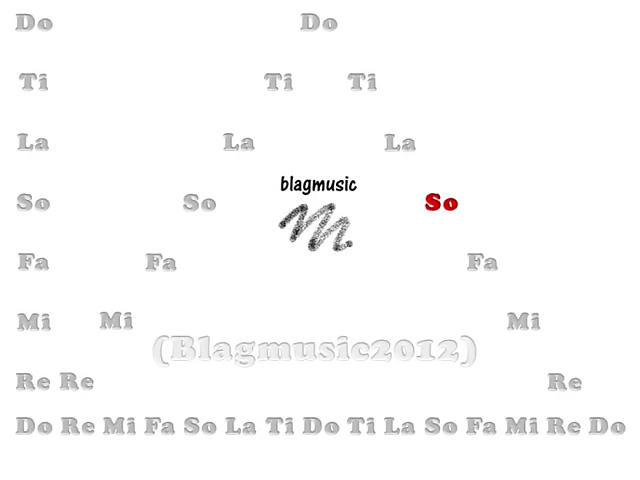 Do Do
Ti Ti Ti
La La La
blagmusic
So So So
Fa Fa Fa
Mi Mi Mi
(Blagmusic2012)
Re Re Re
Do Re Mi Fa So La Ti Do Ti La So Fa Mi Re Do